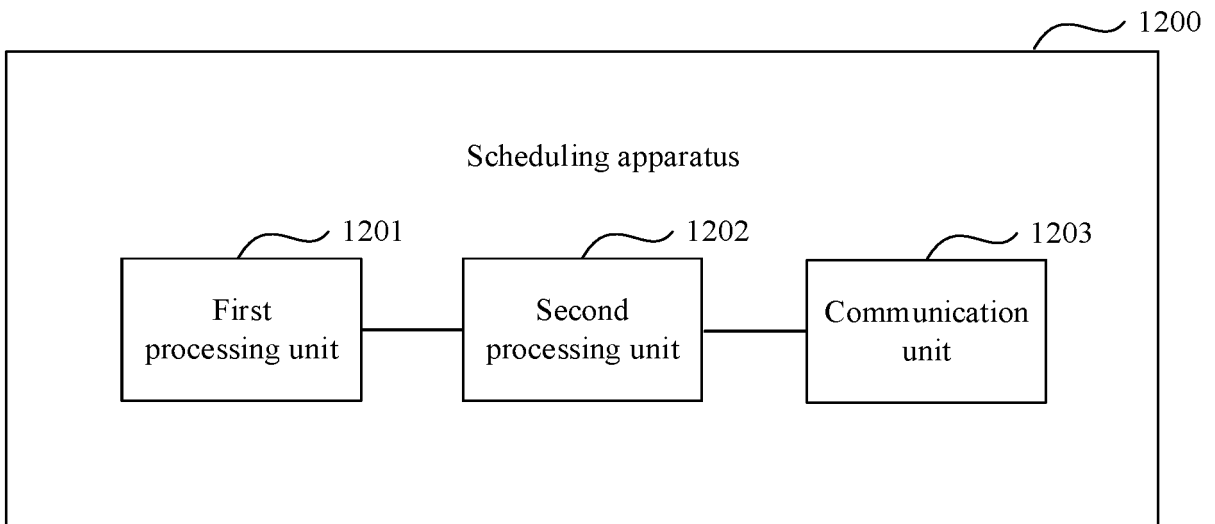 1200
Scheduling apparatus
1201
1202
1203
First
processing unit
Second
processing unit
Communication
unit